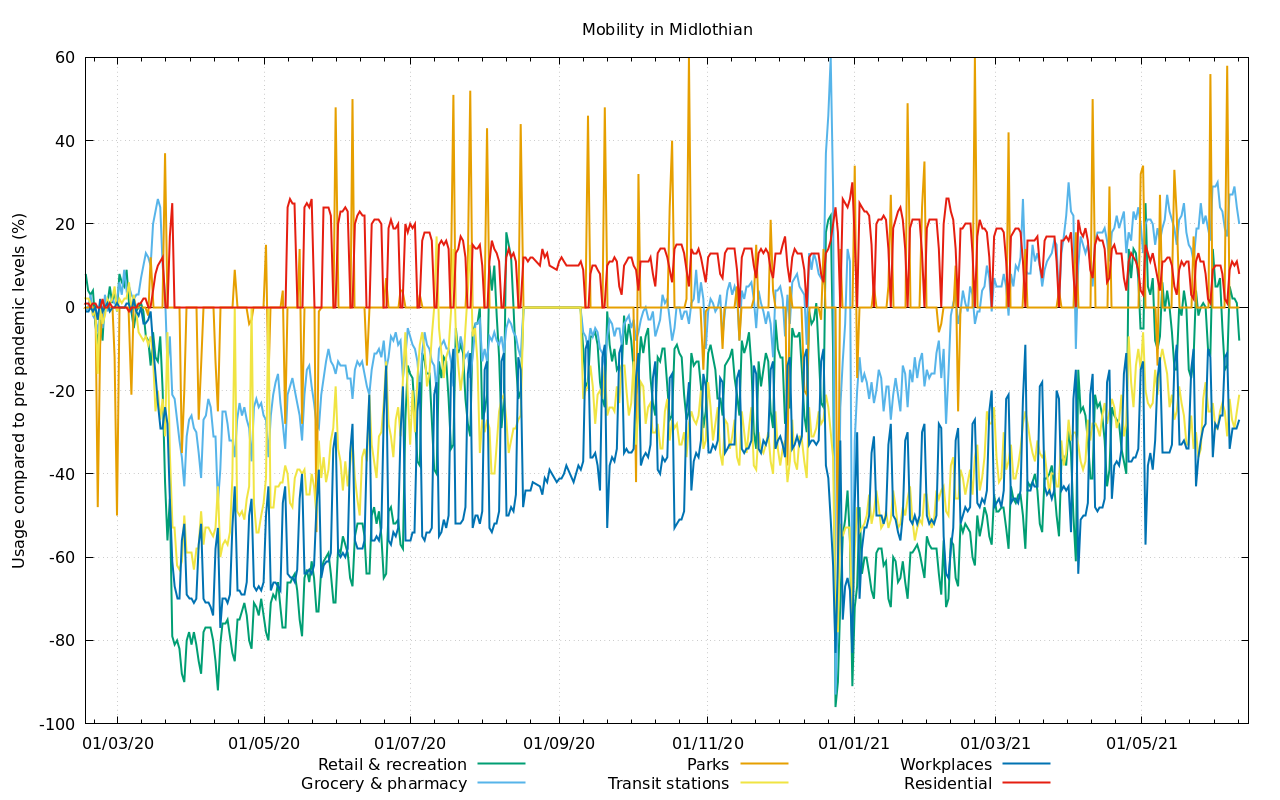 Mobility in Midlothian
Usage compared to pre pandemic levels (%)
60
40
20
0
-20
-40
-60
-80
-100
01/03/20 01/05/20 01/07/20 01/09/20 01/11/20 01/01/21 01/03/21 01/05/21
Retail & recreation Parks Workplaces
Grocery & pharmacy Transit stations Residential